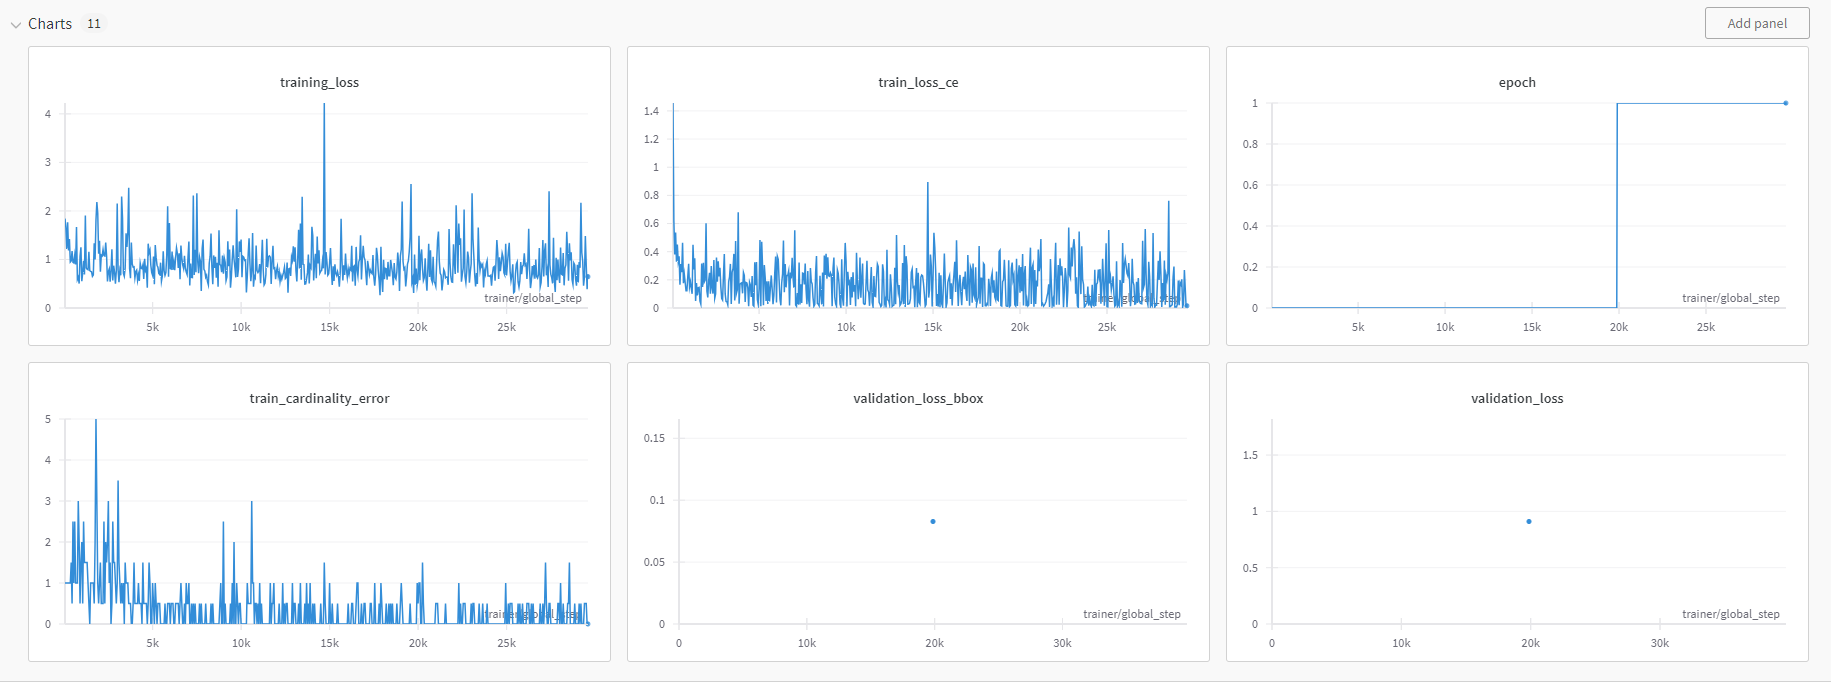 Charts 11
Add panel
training_loss
4
3
2
1
0
5k 10k 15k 20k 25k
trainer/global_step
train_loss_ce
1.4
1.2
1
0.8
0.6
0.4
0.2
0
5k 10k 15k 20k 25k
trainer/global_step
epoch
1
0.8
0.6
0.4
0.2
0
5k 10k 15k 20k 25k
trainer/global_step
train_cardinality_error
5
4
3
2
1
0
5k 10k 15k 20k 25k
trainer/global_step
validation_loss_bbox
0.15
0.1
0.05
0
0 10k 20k 30k
trainer/global_step
validation_loss
1.5
1
0.5
0
0 10k 20k 30k
trainer/global_step